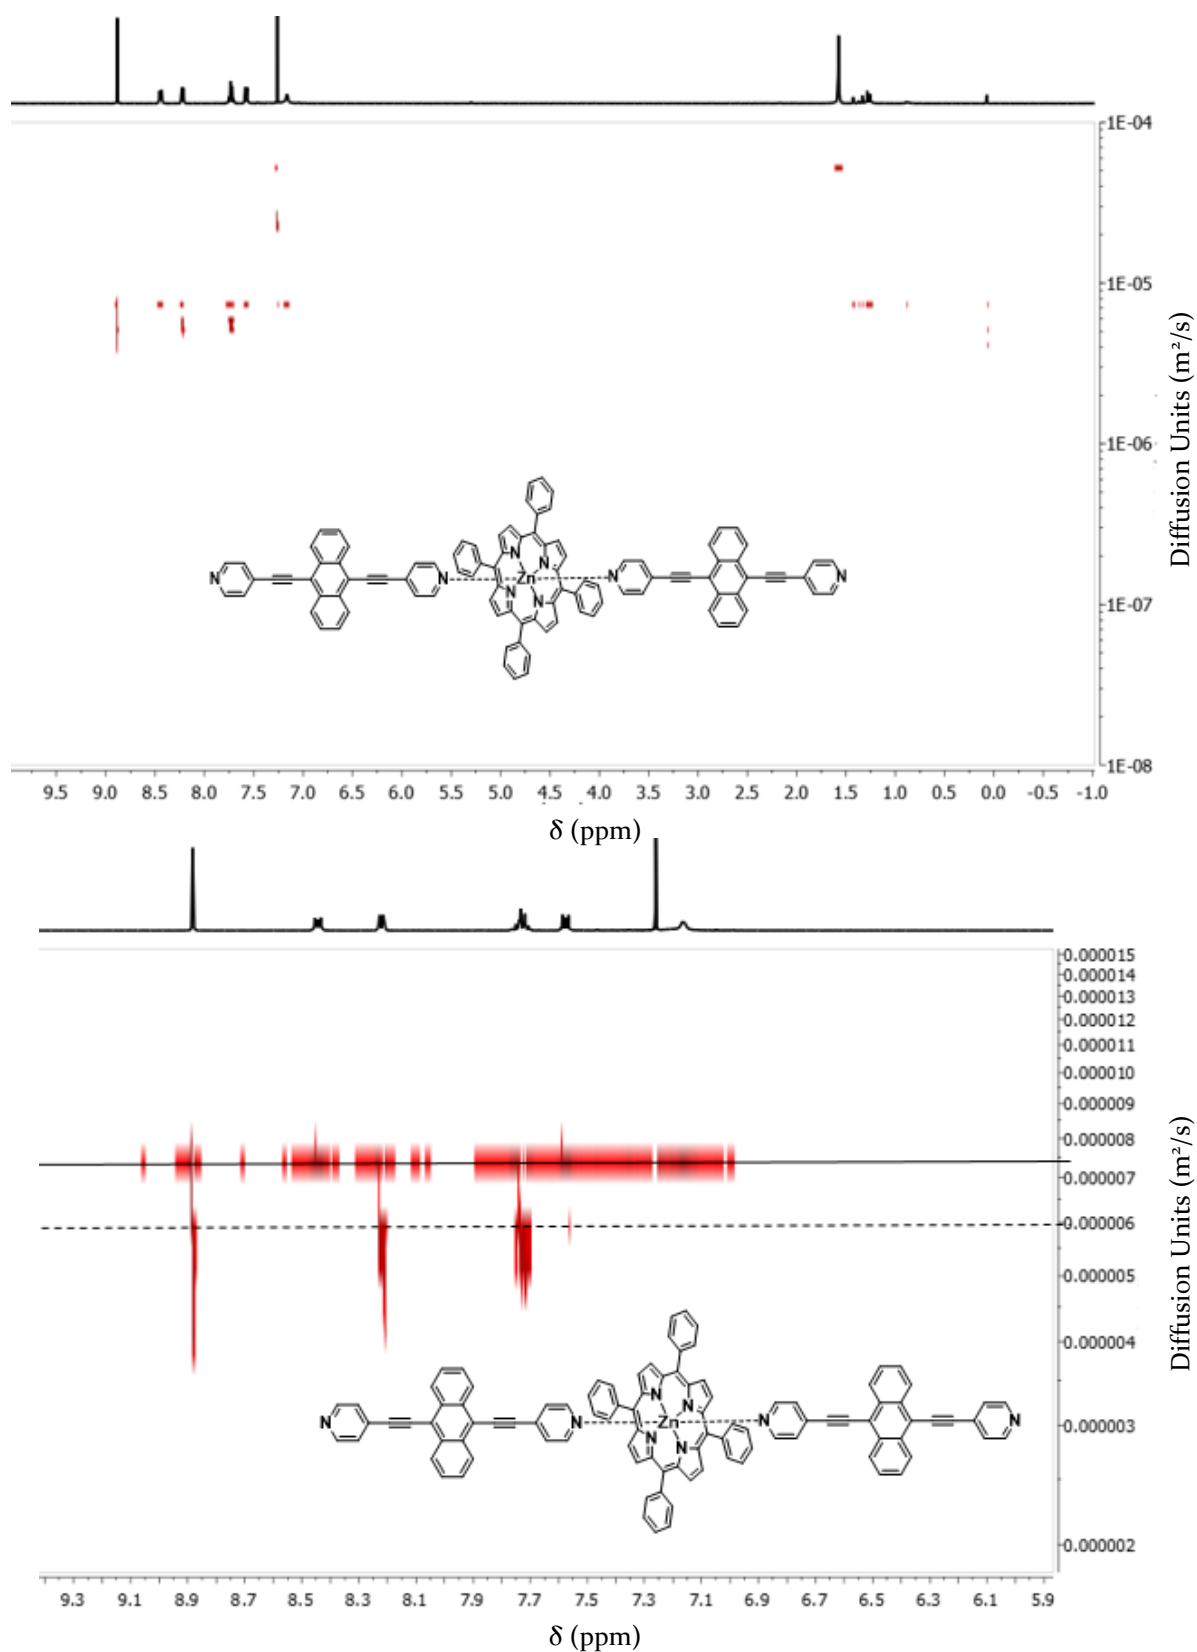 1E-04
1E-05
1E-06
1E-07
1E-08
Diffusion Units (m²/s)
N
N
N
N
N
Zn
N
N
N
9.5 9.0 8.5 8.0 7.5 7.0 6.5 6.0 5.5 5.0 4.5 4.0 3.5 3.0 2.5 2.0 1.5 1.0 0.5 0.0 -0.5 -1.0
δ (ppm)
0.000015
0.000014
0.000013
0.000012
0.000011
0.000010
0.000009
0.000008
0.000007
0.000006
0.000005
0.000004
0.000003
0.000002
Diffusion Units (m²/s)
N
N
N
N
N
Zn
N
N
N
9.3 9.1 8.9 8.7 8.5 8.3 8.1 7.9 7.7 7.5 7.3 7.1 6.9 6.7 6.5 6.3 6.1 5.9
δ (ppm)